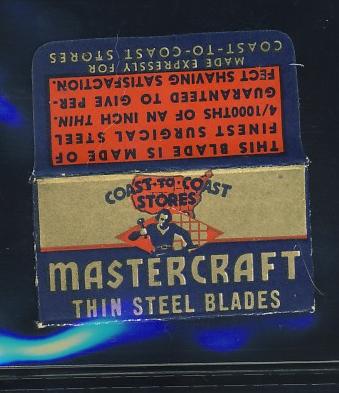 MADE EXPRESSLY FOR
COAST-TO-COAST STORES
THIS BLADE IS MADE OF
FINEST SURGICAL STEEL
4/1000THS OF AN INCH THIN.
GUARANTEED TO GIVE PER-
FECT SHAVING SATISFACTION.
COAST-TO-COAST
STORES
MASTERCRAFT
THIN STEEL BLADES